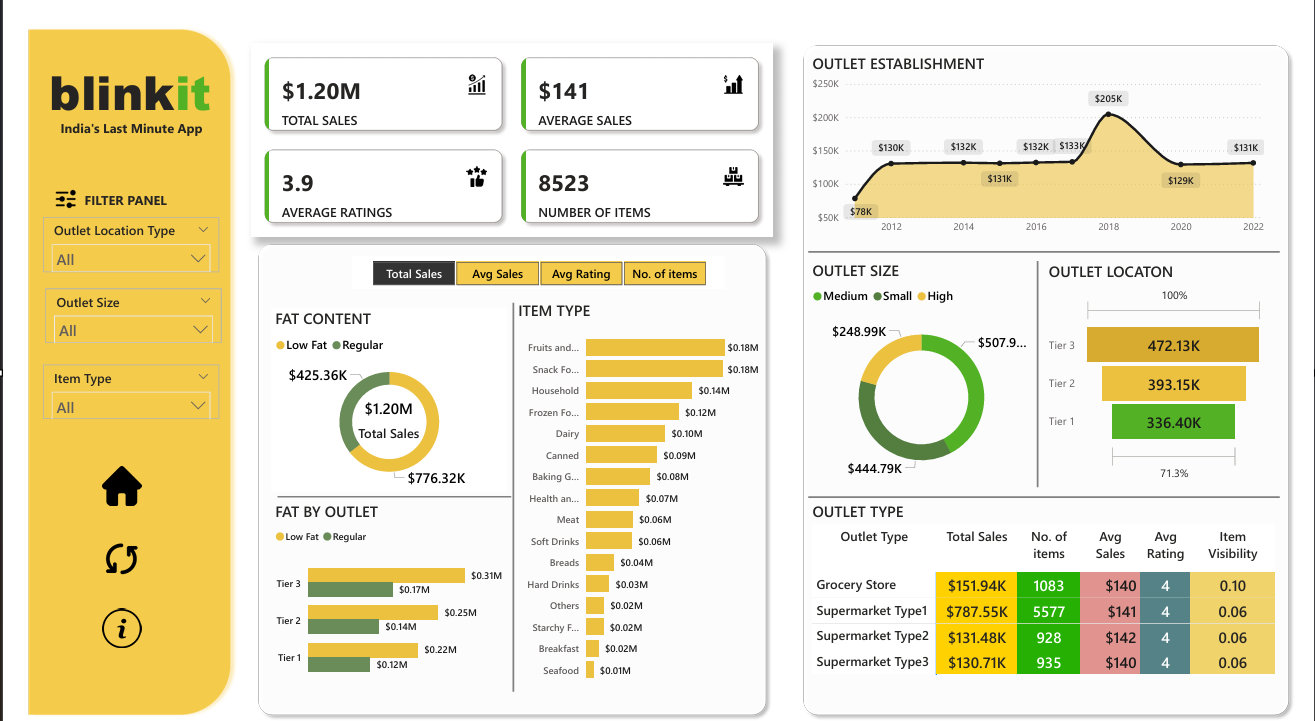 blinkit
India's Last Minute App
FILTER PANEL
Outlet Location Type
All
Outlet Size
All
Item Type
All
$1.20M
TOTAL SALES
$141
AVERAGE SALES
3.9
AVERAGE RATINGS
8523
NUMBER OF ITEMS
Total Sales Avg Sales Avg Rating No. of items
FAT CONTENT
Low Fat Regular
$425.36K
$1.20M
Total Sales
$776.32K
FAT BY OUTLET
Low Fat Regular
Tier 3 $0.31M
$0.17M
Tier 2 $0.25M
$0.14M
Tier 1 $0.22M
$0.12M
ITEM TYPE
Fruits and... $0.18M
Snack Fo... $0.18M
Household $0.14M
Frozen Fo... $0.12M
Dairy $0.10M
Canned $0.09M
Baking G... $0.08M
Health an... $0.07M
Meat $0.06M
Soft Drinks $0.06M
Breads $0.04M
Hard Drinks $0.03M
Others $0.02M
Starchy F... $0.02M
Breakfast $0.02M
Seafood $0.01M
OUTLET ESTABLISHMENT
$250K
$200K
$150K
$100K
$50K
$78K
$130K
$132K
$131K
$132K
$133K
$205K
$129K
$131K
2012 2014 2016 2018 2020 2022
OUTLET SIZE
Medium Small High
$248.99K
$507.9...
$444.79K
OUTLET LOCATON
100%
Tier 3 472.13K
Tier 2 393.15K
Tier 1 336.40K
71.3%
OUTLET TYPE
Outlet Type Total Sales No. of items Avg Sales Avg Rating Item Visibility
Grocery Store $151.94K 1083 $140 4 0.10
Supermarket Type1 $787.55K 5577 $141 4 0.06
Supermarket Type2 $131.48K 928 $142 4 0.06
Supermarket Type3 $130.71K 935 $140 4 0.06